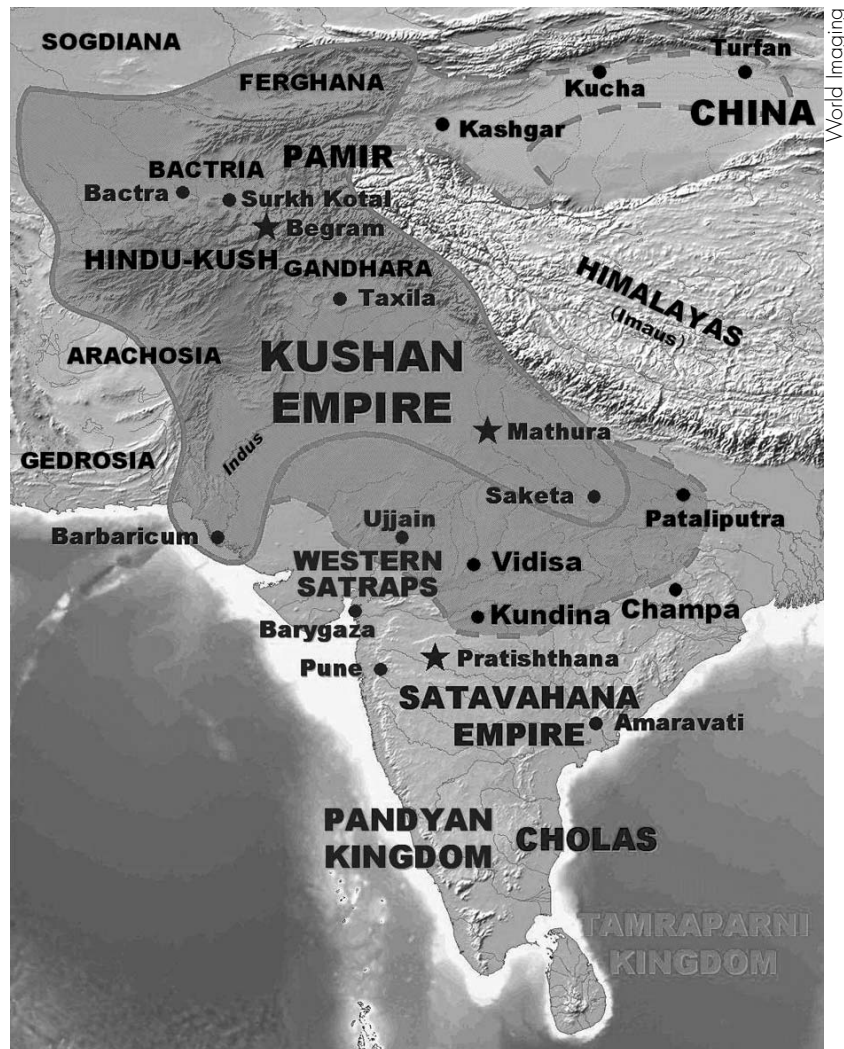 World Imaging
SOGDIANA
Turfan
FERGHANA
Kucha
CHINA
Kashgar
PAMIR
BACTRIA
Bactra
Surkh Kotal
Begram
HINDU-KUSH
GANDHARA
HIMALAYAS
(Imaus)
Taxila
ARACHOSIA
KUSHAN
EMPIRE
Mathura
Indus
GEDROSIA
Saketa
Pataliputra
Ujjain
Barbaricum
WESTERN
SATRAPS
Vidisa
Kundina
Champa
Barygaza
Pratishthana
Pune
SATAVAHANA
EMPIRE
Amaravati
PANDYAN
KINGDOM
CHOLAS
TAMRAPARNI
KINGDOM